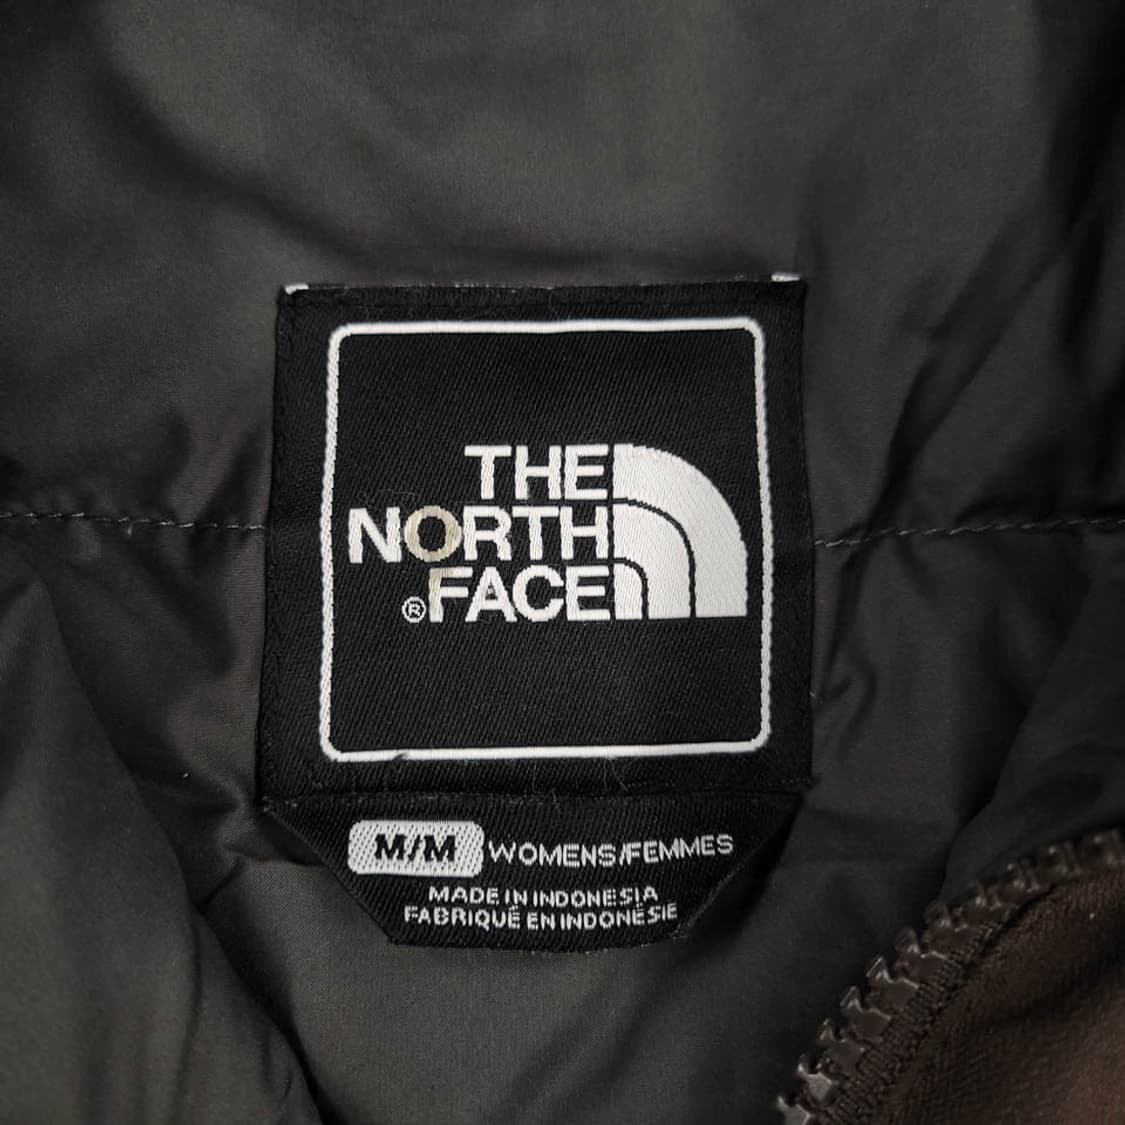 THE
NORTH
FACE
®
M/M WOMENS/FEMMES
MADE IN INDONESIA
FABRIQUÉ EN INDONÉSIE